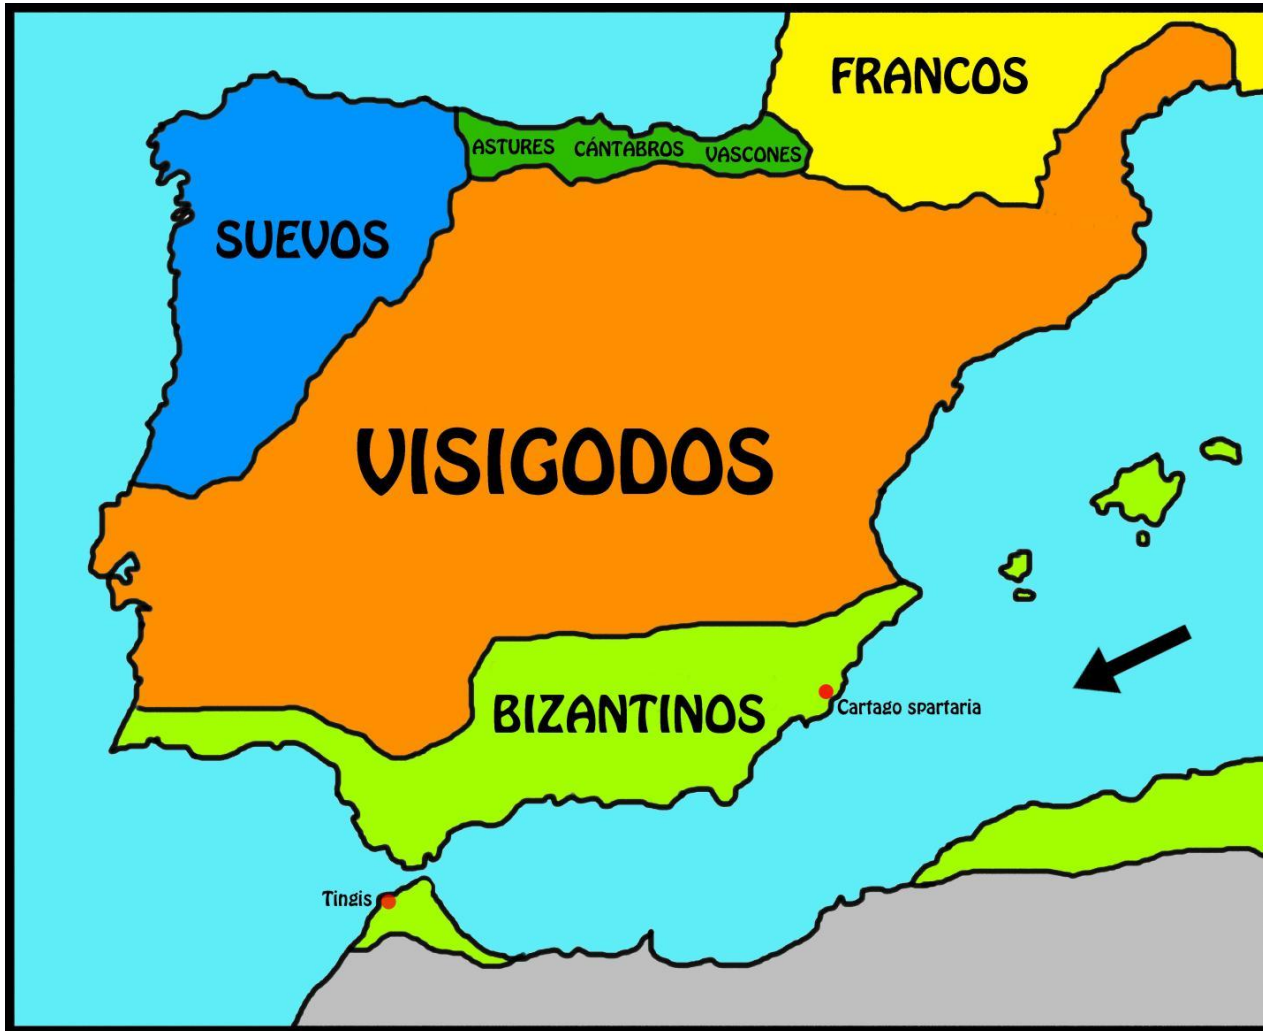 FRANCOS
ASTURES CÁNTABROS VASCONES
SUEVOS
VISIGODOS
BIZANTINOS
Cartago spartaria
Tingis